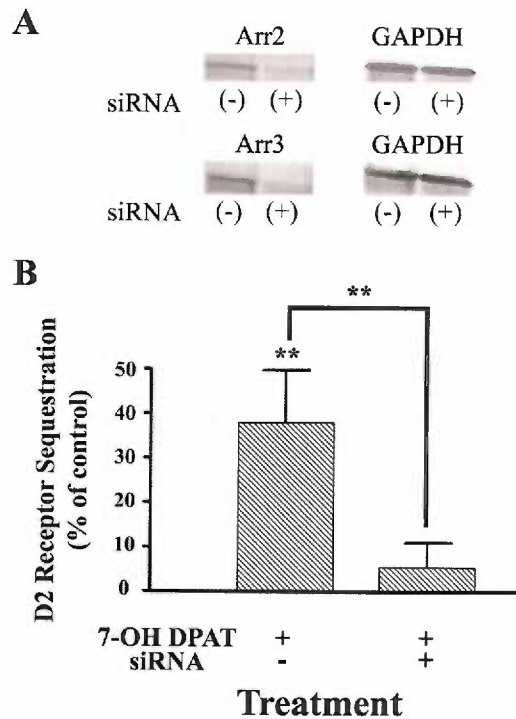 A
Arr2 GAPDH
siRNA (-) (+) (-) (+)
Arr3 GAPDH
siRNA (-) (+) (-) (+)
B
**
**
D2 Receptor Sequestration
(% of control)
50
40
30
20
10
0
7-OH DPAT + +
siRNA - +
Treatment